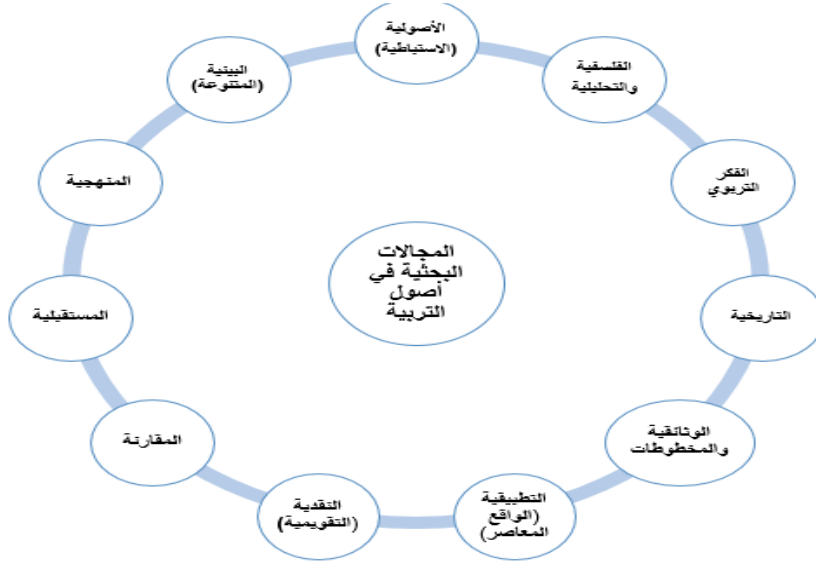 الأصولية
(الاستباطية)
الفلسفية
والتحليلية
الفكر
التربوي
التاريخية
الوثائقية
والمخطوطات
التطبيقية
(الواقع
المعاصر)
النقدية
(التقويمية)
المقارنة
المستقبلية
المنهجية
البينية
(المتنوعة)
المجالات
البحثية في
أصول
التربية